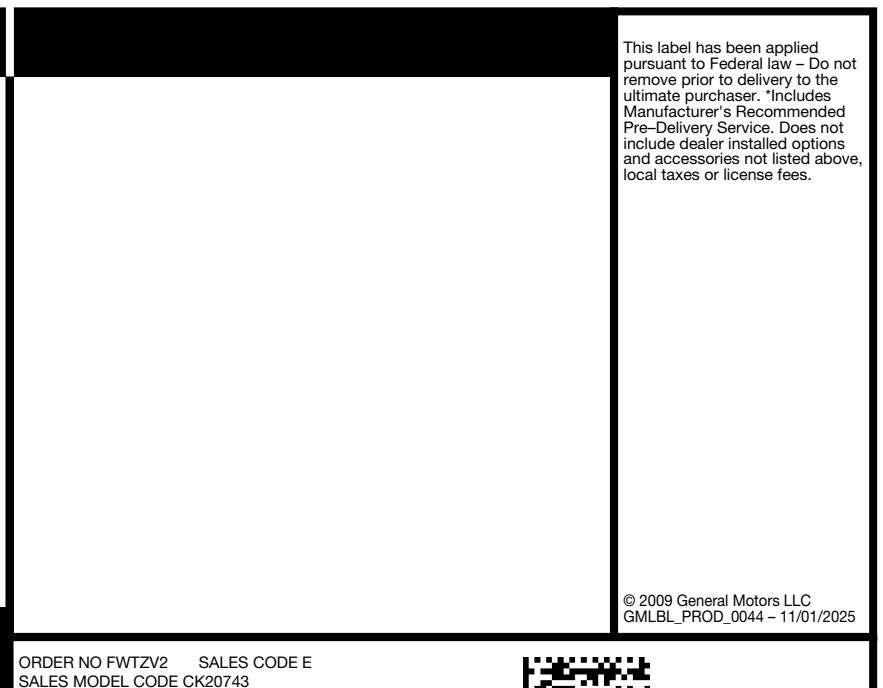 This label has been applied
pursuant to Federal law – Do not
remove prior to delivery to the
ultimate purchaser. *Includes
Manufacturer's Recommended
Pre–Delivery Service. Does not
include dealer installed options
and accessories not listed above,
local taxes or license fees.
© 2009 General Motors LLC
GMLBL_PROD_0044 – 11/01/2025
ORDER NO FWTZV2 SALES CODE E
SALES MODEL CODE CK20743